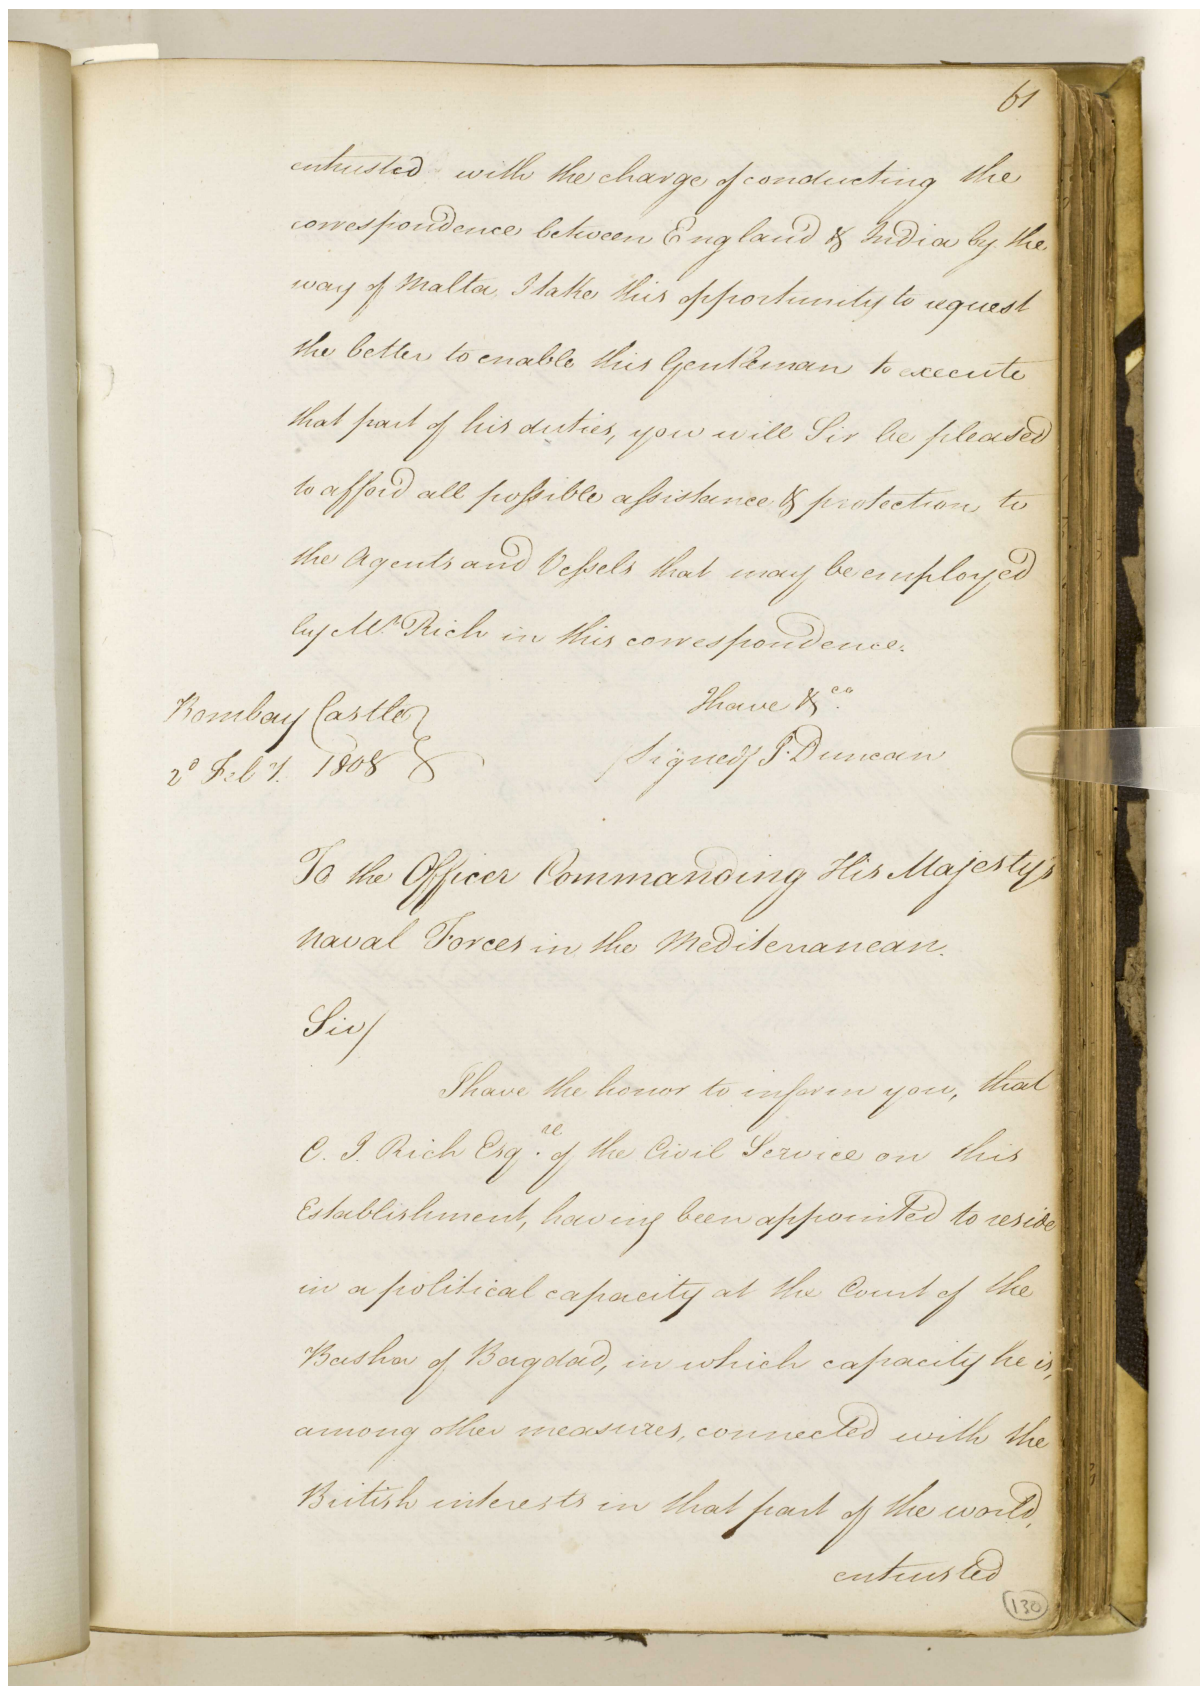 61
entrusted with the charge of conducting the
correspondence between England & India by the
way of Malta, I take this opportunity to request
the better to enable this Gentleman to execute
that part of his duties, you will Sir be pleased
to afford all possible assistance & protection to
the Agents and Vessels that may be employed
by Mr. Rich in this correspondence.
I have &ca.
Bombay Castle
Signed/ J. Duncan
2d Feby. 1808
To the Officer Commanding His Majesty's
Naval Forces in the Mediterranean.
Sir/
I have the honor to inform you, that
C. J. Rich Esqre. of the Civil Service on this
Establishment, having been appointed to reside
in a political capacity at the Court of the
Basha of Bagdad, in which capacity he is,
among other measures, connected with the
British interests in that part of the world,
entrusted
130